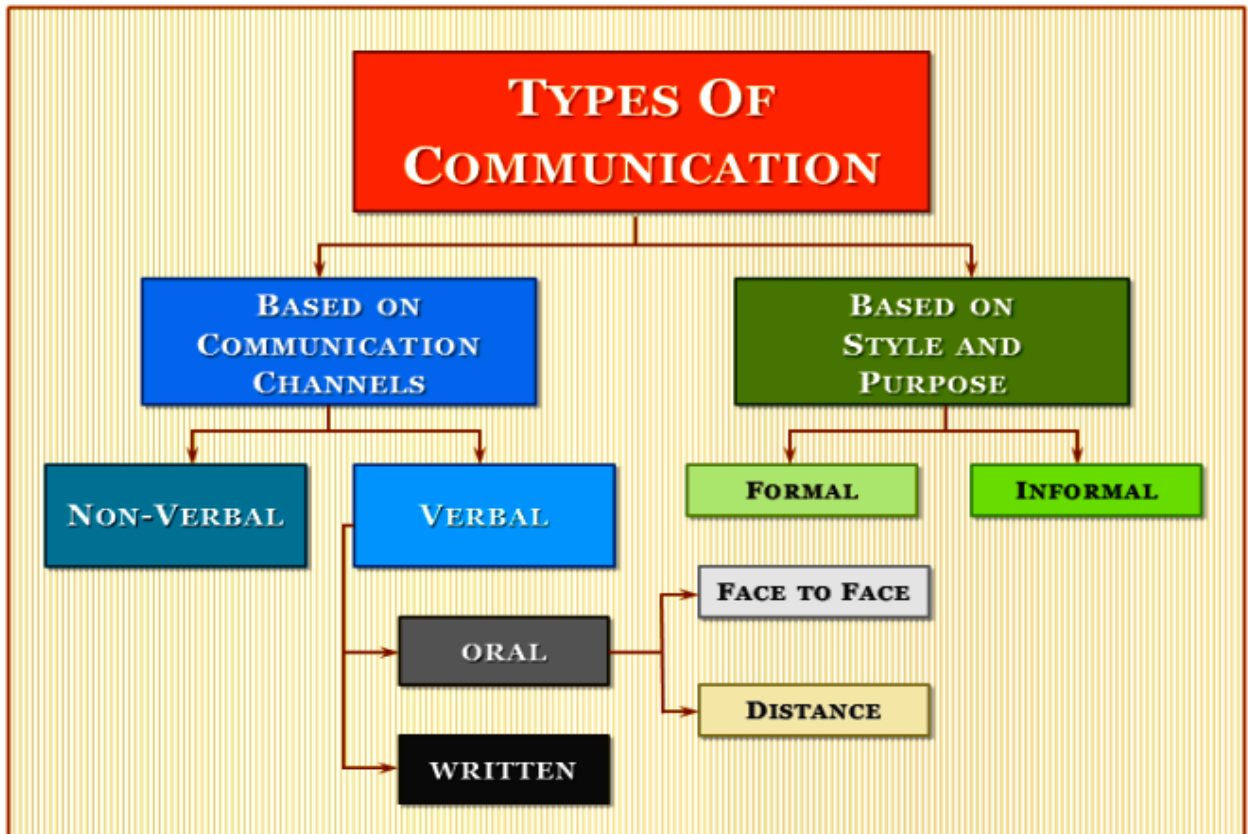 TYPES OF
COMMUNICATION
BASED ON
COMMUNICATION
CHANNELS
BASED ON
STYLE AND
PURPOSE
NON-VERBAL
VERBAL
FORMAL
INFORMAL
FACE TO FACE
ORAL
DISTANCE
WRITTEN